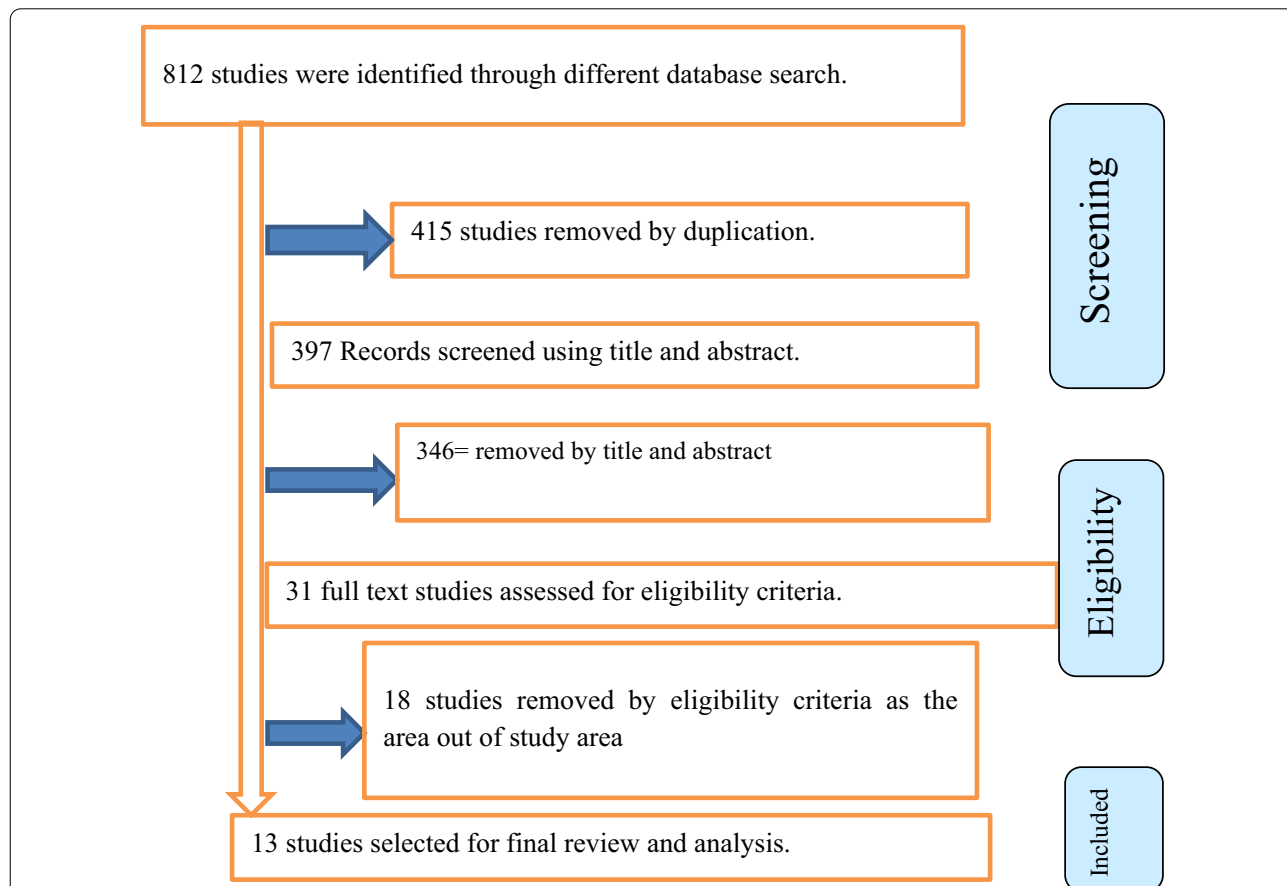 812 studies were identified through different database search.
Screening
415 studies removed by duplication.
397 Records screened using title and abstract.
346= removed by title and abstract
Eligibility
31 full text studies assessed for eligibility criteria.
18 studies removed by eligibility criteria as the
area out of study area
Included
13 studies selected for final review and analysis.